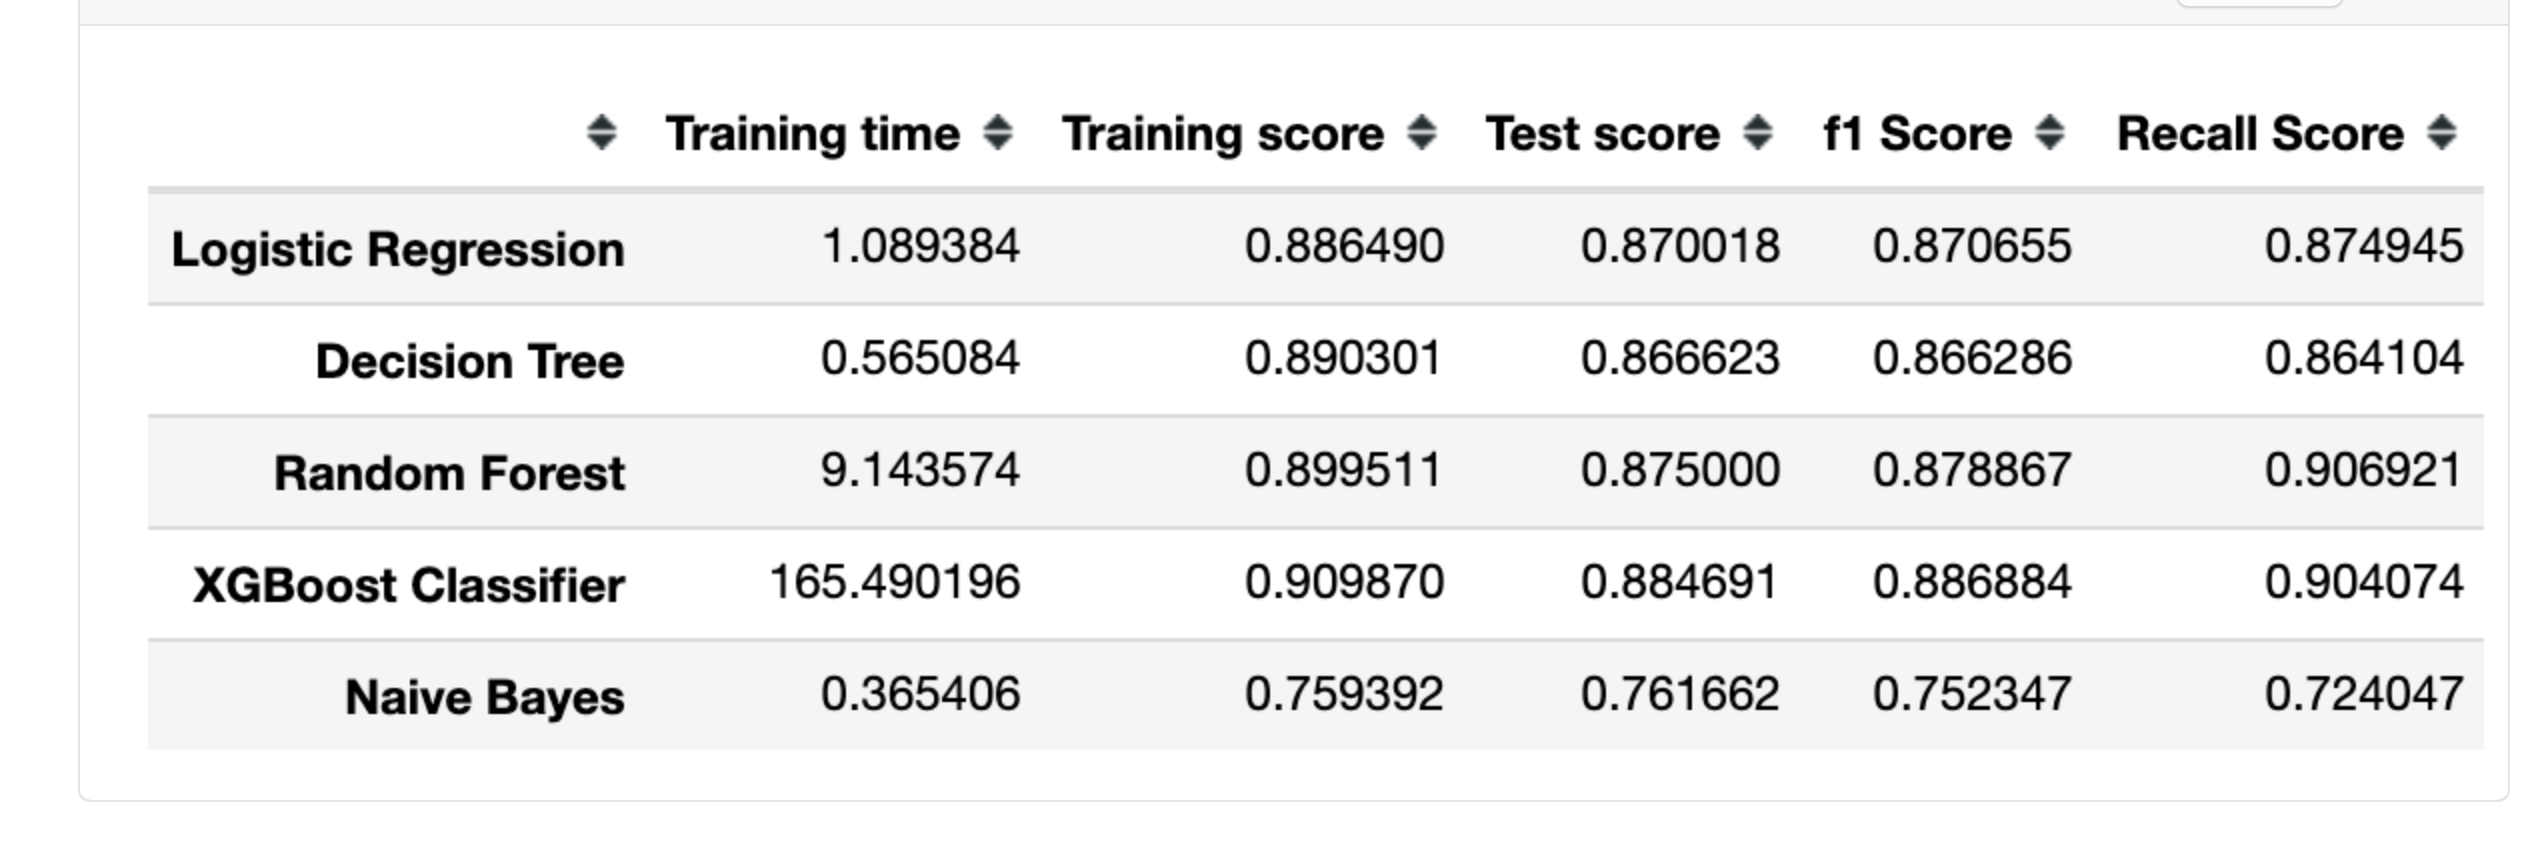 Training time Training score Test score f1 Score Recall Score
Logistic Regression 1.089384 0.886490 0.870018 0.870655 0.874945
Decision Tree 0.565084 0.890301 0.866623 0.866286 0.864104
Random Forest 9.143574 0.899511 0.875000 0.878867 0.906921
XGBoost Classifier 165.490196 0.909870 0.884691 0.886884 0.904074
Naive Bayes 0.365406 0.759392 0.761662 0.752347 0.724047